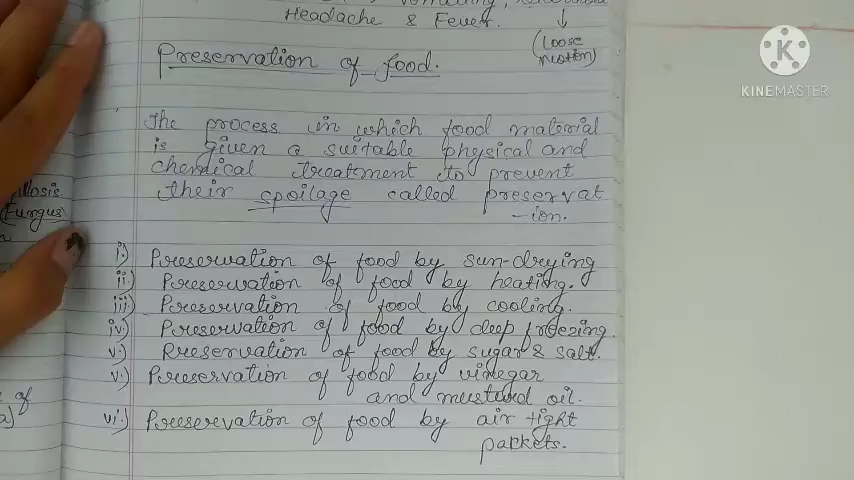 Headache & Fever.
(Loose
motion)
Preservation of food.
K
KINEMASTER
The process in which food material
is given a suitable physical and
chemical treatment to prevent
their spoilage called preservat
-ion.
(Fungus)
i.) Preservation of food by sun-drying
ii.) Preservation of food by heating.
iii) Preservation of food by cooling.
iv.) Preservation of food by deep freezing.
v.) Preservation of food by sugar & salt.
v.) Preservation of food by vinegar
and mustured oil.
of
vi.) Preservation of food by air tight
packets.